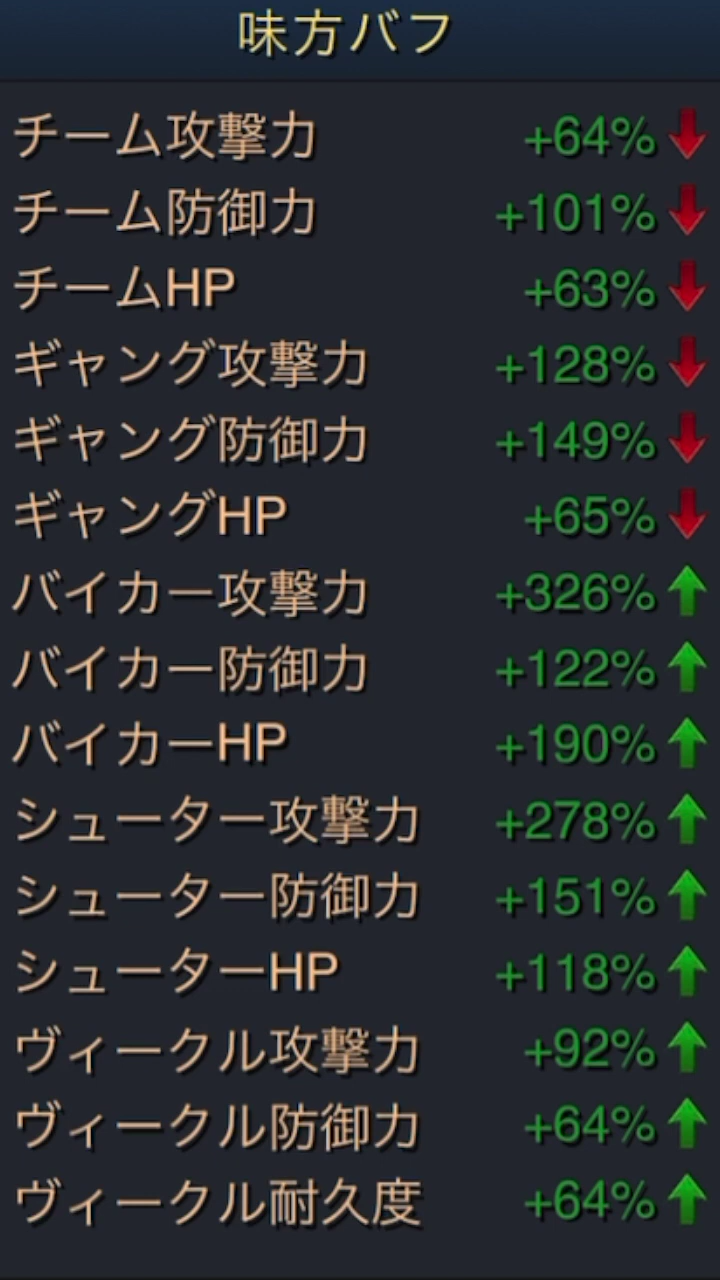 味方バフ
チーム攻撃力 +64%
チーム防御力 +101%
チームHP +63%
ギャング攻撃力 +128%
ギャング防御力 +149%
ギャングHP +65%
バイカー攻撃力 +326%
バイカー防御力 +122%
バイカーHP +190%
シューター攻撃力 +278%
シューター防御力 +151%
シューターHP +118%
ヴィークル攻撃力 +92%
ヴィークル防御力 +64%
ヴィークル耐久度 +64%